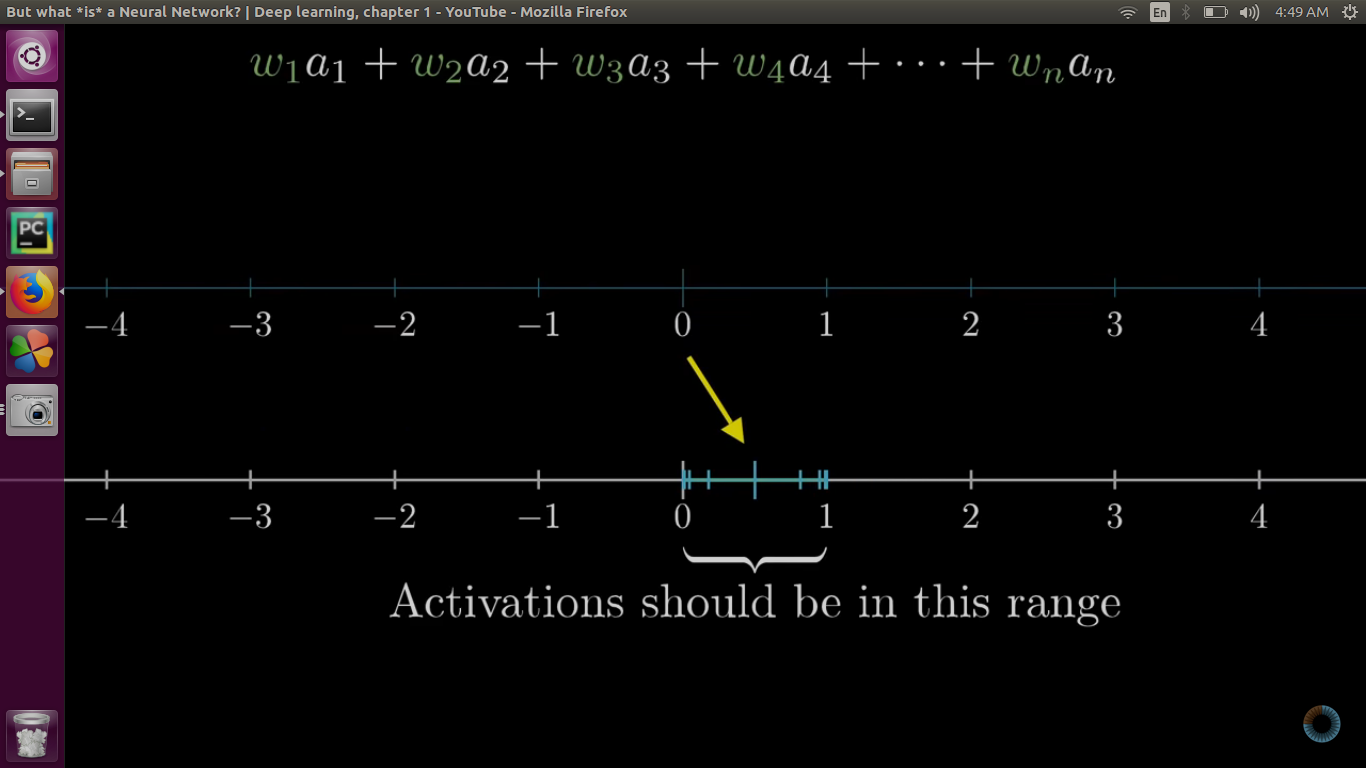 But what *is* a Neural Network? | Deep learning, chapter 1 - YouTube - Mozilla Firefox
En
4:49 AM
w₁a₁ + w₂a₂ + w₃a₃ + w₄a₄ + ⋯ + wₙaₙ
>_
PC
−4 −3 −2 −1 0 1 2 3 4
−4 −3 −2 −1 0 1 2 3 4
Activations should be in this range